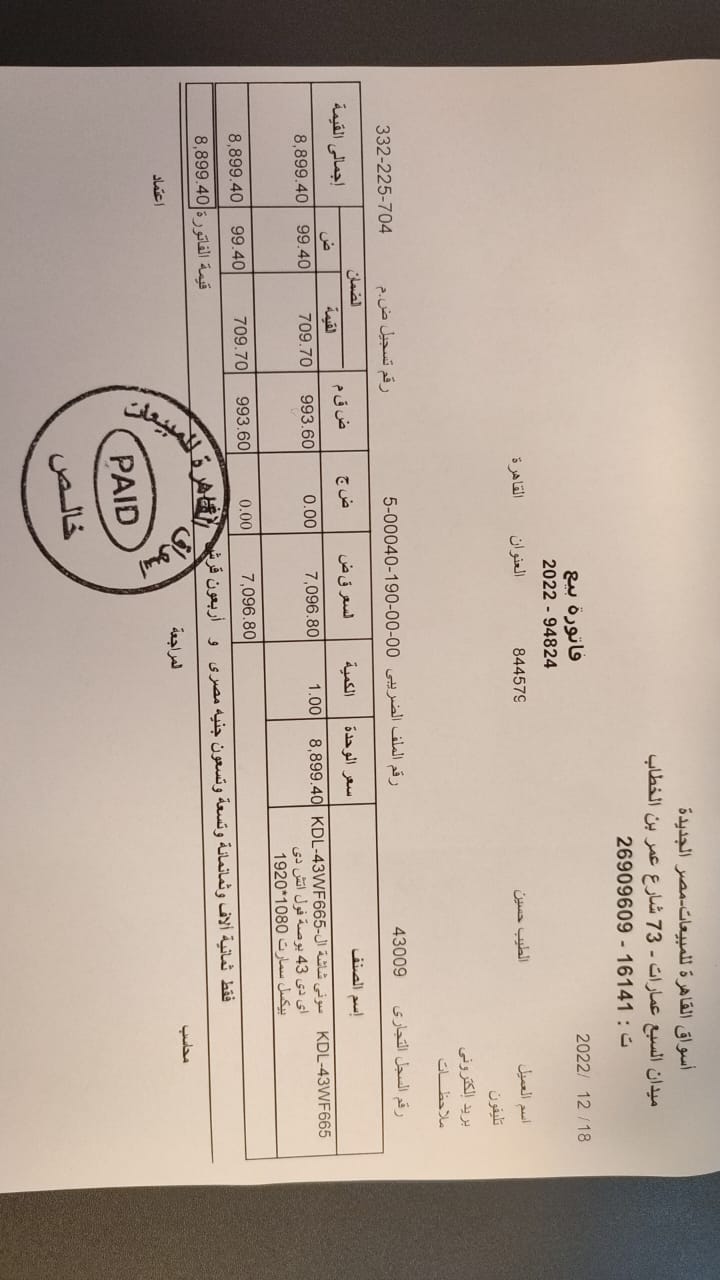 أسواق القاهرة للمبيعات-مصر الجديدة
ميدان السبع عمارات - 73 شارع عمر بن الخطاب
ت : 16141 - 26909609
2022/ 12 /18
فاتورة بيع
2022 - 94824
اسم العميل الطيب حسين 844579 العنوان القاهرة
تليفون
بريد إلكترونى
ملاحظـــات
رقم السجل التجارى 43009 رقم الملف الضريبى 5-00040-190-00-00 رقم تسجيل ض.م 332-225-704
إسم الصنف سعر الوحدة الكمية السعر ق ض ض ج ض ق م الضمان إجمالى القيمة
القيمة ض
KDL-43WF665 سونى شاشة ال-KDL-43WF665 8,899.40 1.00 7,096.80 0.00 993.60 709.70 99.40 8,899.40
اى دى 43 بوصة فول اتش دى
بيكسل سمارت 1080*1920
7,096.80 0.00 993.60 709.70 99.40 8,899.40
فقط ثمانية ألاف وثمانمائة وتسعة وتسعون جنيه مصرى و أربعون قرش لاغير
قيمة الفاتورة 8,899.40
محاسب المراجعة اعتماد
اسواق القاهرة للمبيعات
PAID
خالـص